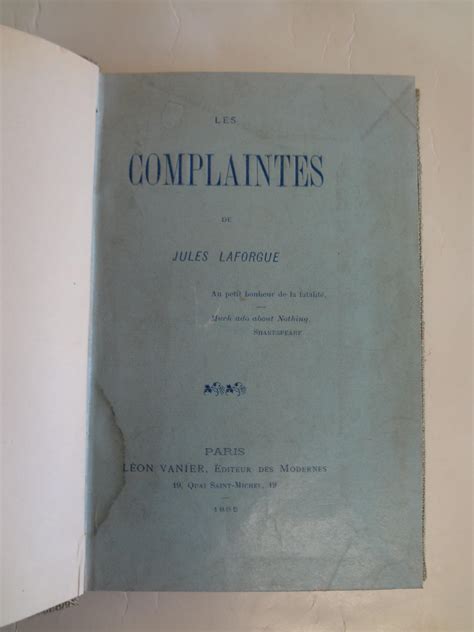 LES
COMPLAINTES
DE
JULES LAFORGUE
Au petit bonheur de la fatalité.
Much ado about Nothing
SHAKESPEARE
PARIS
LÉON VANIER, ÉDITEUR DES MODERNES
19, QUAI SAINT-MICHEL, 19